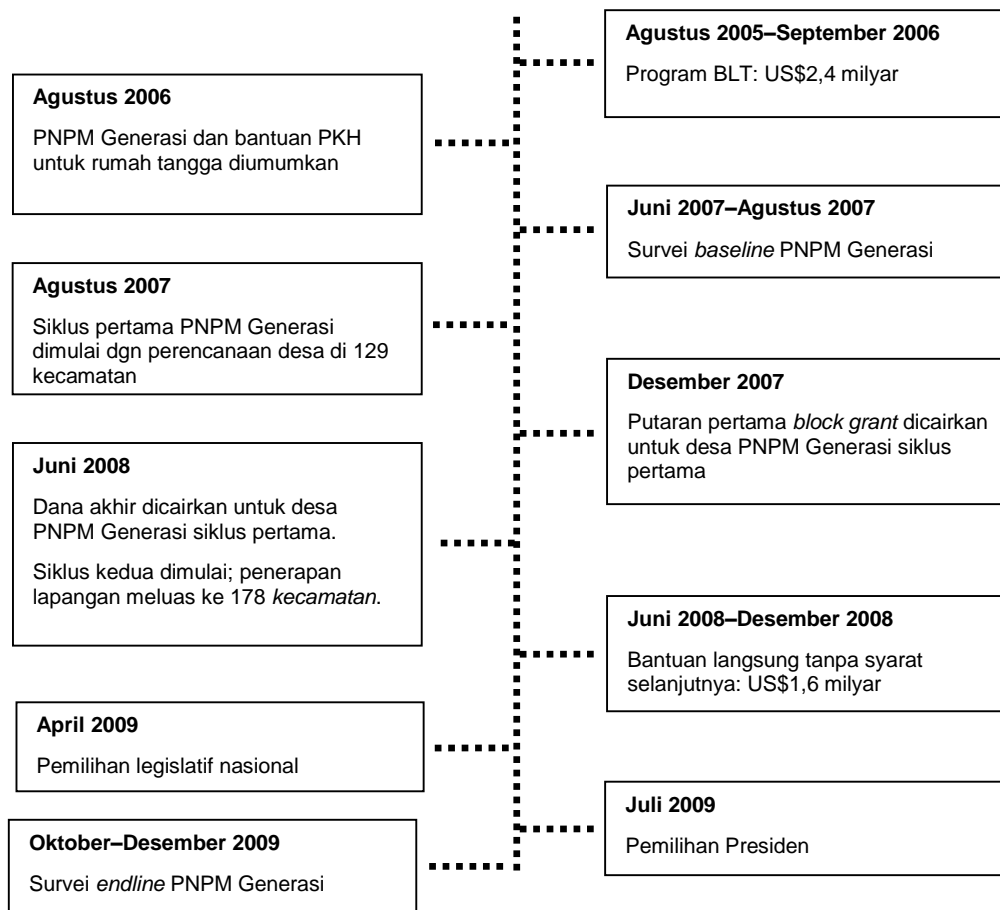 Agustus 2005–September 2006
Program BLT: US$2,4 milyar
Agustus 2006
PNPM Generasi dan bantuan PKH
untuk rumah tangga diumumkan
Juni 2007–Agustus 2007
Survei baseline PNPM Generasi
Agustus 2007
Siklus pertama PNPM Generasi
dimulai dgn perencanaan desa di 129
kecamatan
Desember 2007
Putaran pertama block grant dicairkan
untuk desa PNPM Generasi siklus
pertama
Juni 2008
Dana akhir dicairkan untuk desa
PNPM Generasi siklus pertama.
Siklus kedua dimulai; penerapan
lapangan meluas ke 178 kecamatan.
Juni 2008–Desember 2008
Bantuan langsung tanpa syarat
selanjutnya: US$1,6 milyar
April 2009
Pemilihan legislatif nasional
Juli 2009
Pemilihan Presiden
Oktober–Desember 2009
Survei endline PNPM Generasi